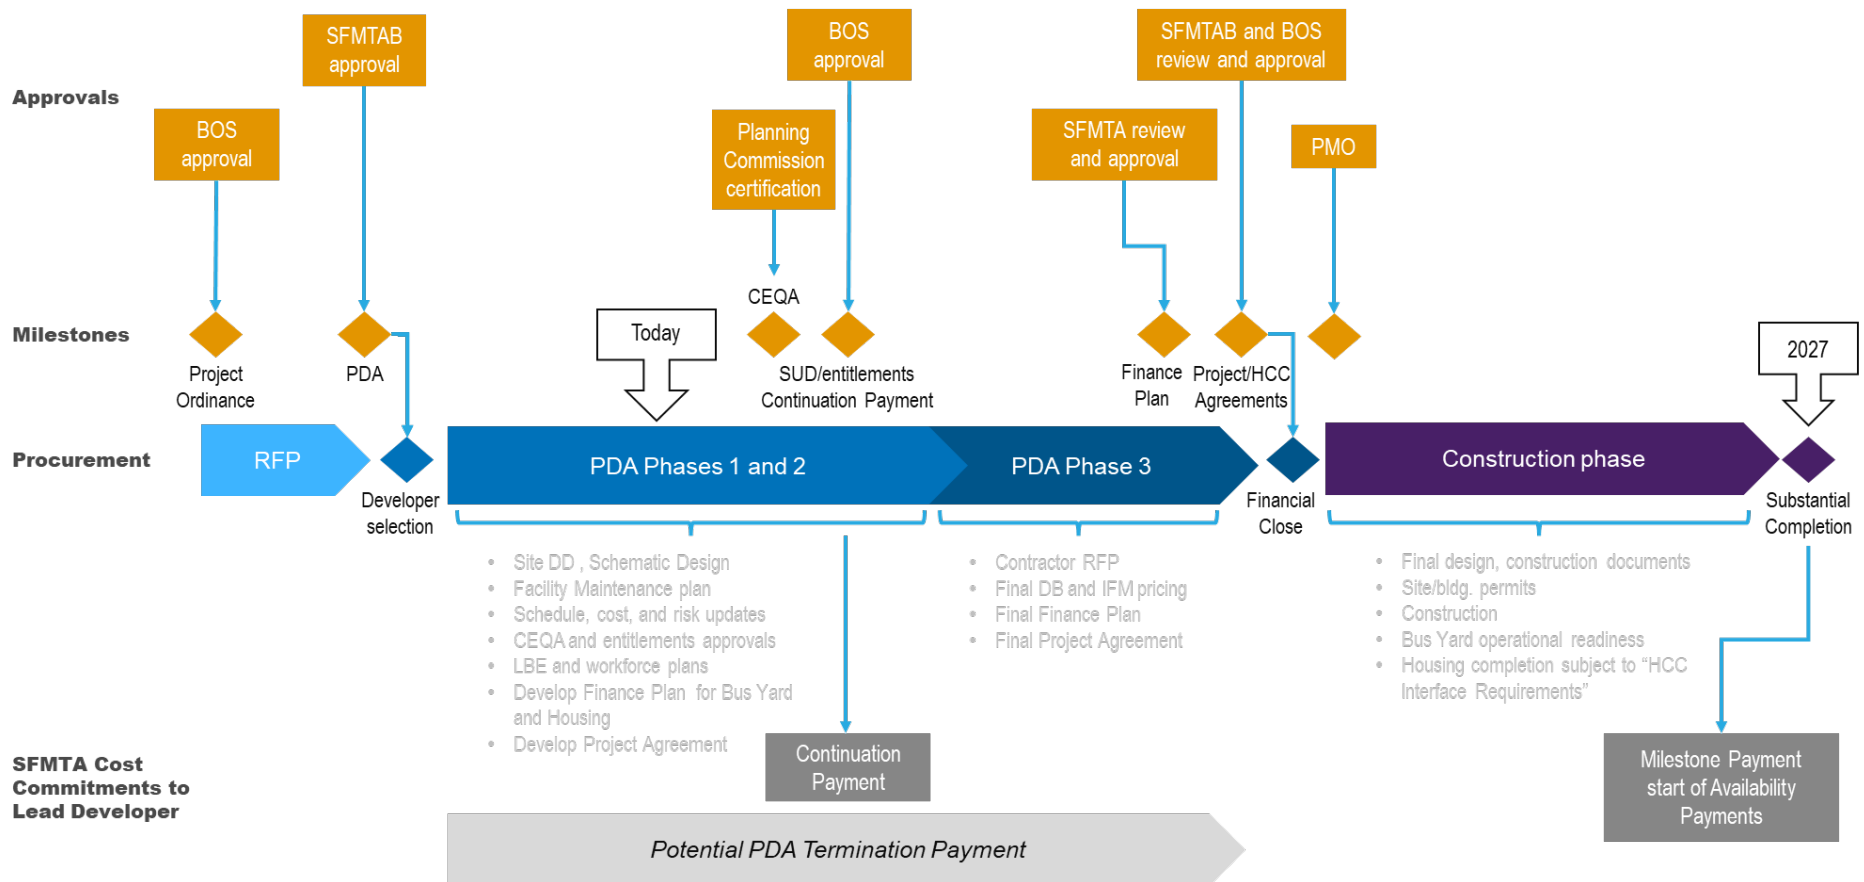 Approvals
BOS
approval
SFMTAB
approval
Planning
Commission
certification
BOS
approval
SFMTA review
and approval
SFMTAB and BOS
review and approval
PMO
Milestones
Project
Ordinance
PDA
Today
CEQA
SUD/entitlements
Continuation Payment
Finance
Plan
Project/HCC
Agreements
2027
Procurement
RFP
Developer
selection
PDA Phases 1 and 2
PDA Phase 3
Financial
Close
Construction phase
Substantial
Completion
• Site DD , Schematic Design
• Facility Maintenance plan
• Schedule, cost, and risk updates
• CEQA and entitlements approvals
• LBE and workforce plans
• Develop Finance Plan for Bus Yard
and Housing
• Develop Project Agreement
• Contractor RFP
• Final DB and IFM pricing
• Final Finance Plan
• Final Project Agreement
• Final design, construction documents
• Site/bldg. permits
• Construction
• Bus Yard operational readiness
• Housing completion subject to “HCC
Interface Requirements”
SFMTA Cost
Commitments to
Lead Developer
Continuation
Payment
Milestone Payment
start of Availability
Payments
Potential PDA Termination Payment